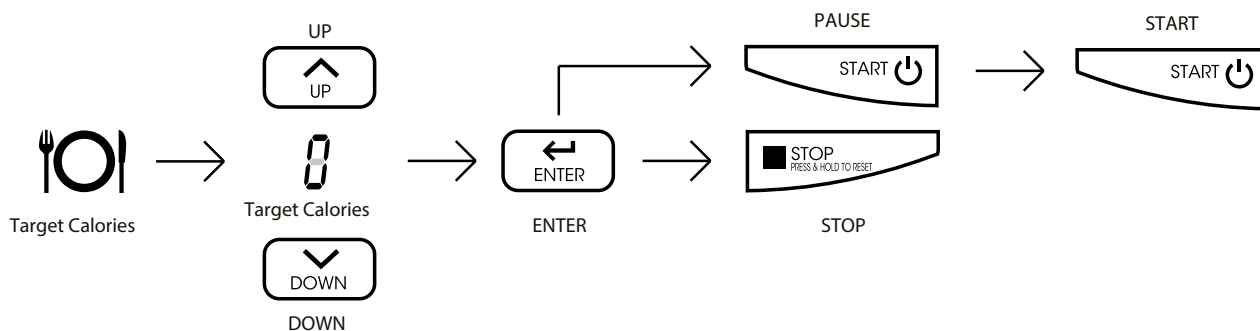 PAUSE
START
UP
UP
START
START
0
Target Calories
Target Calories
ENTER
STOP
PRESS & HOLD TO RESET
ENTER
STOP
DOWN
DOWN